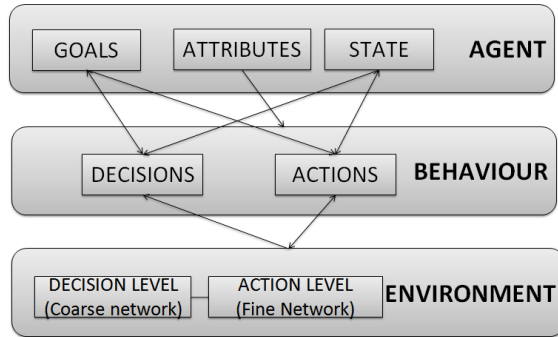 GOALS
ATTRIBUTES
STATE
AGENT
DECISIONS
ACTIONS
BEHAVIOUR
DECISION LEVEL
(Coarse network)
ACTION LEVEL
(Fine Network)
ENVIRONMENT